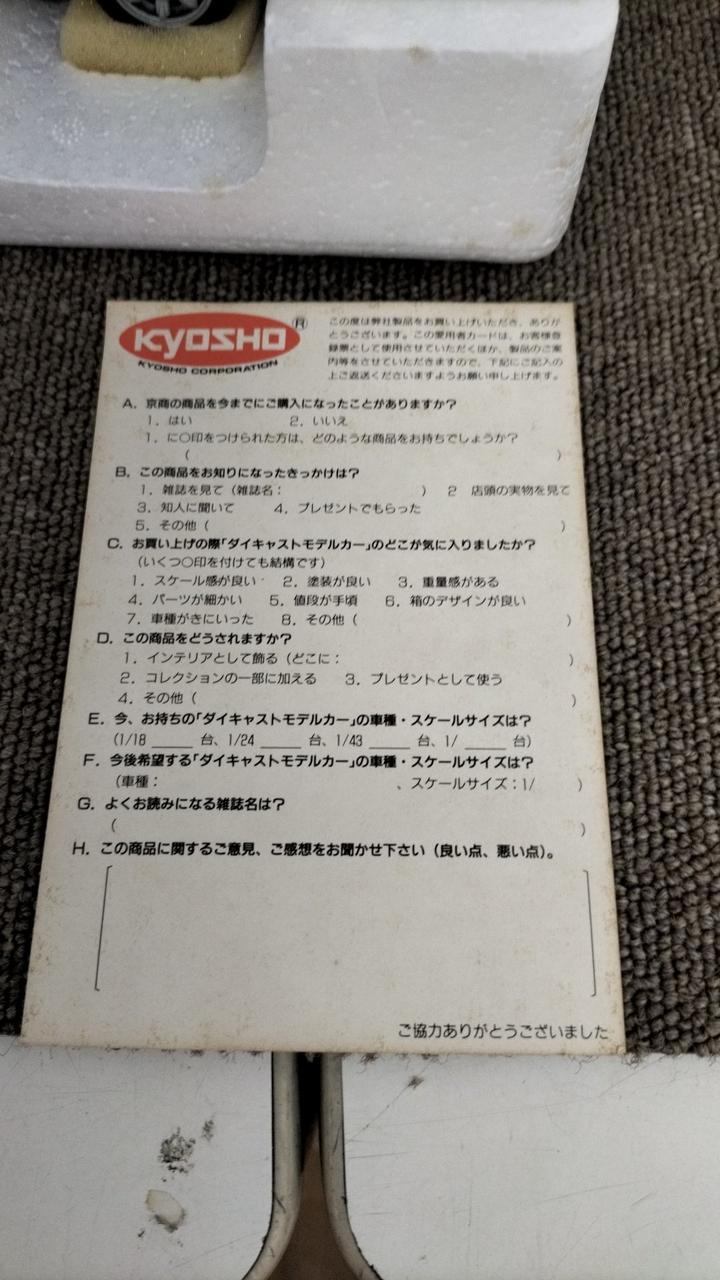 KYOSHO®
KYOSHO CORPORATION
この度は弊社製品をお買い上げいただき、ありが
とうございます。この愛用者カードは、お客様登
録票として使用させていただくほか、製品のご案
内等をさせていただきますので、下記にご記入の
上ご返送くださいますようお願い申し上げます。
A. 京商の商品を今までにご購入になったことがありますか？
1. はい 2. いいえ
1. に○印をつけられた方は、どのような商品をお持ちでしょうか？
( )
B. この商品をお知りになったきっかけは？
1. 雑誌を見て（雑誌名： ） 2 店頭の実物を見て
3. 知人に聞いて 4. プレゼントでもらった
5. その他（ ）
C. お買い上げの際｢ダイキャストモデルカー｣のどこが気に入りましたか？
（いくつ○印を付けても結構です）
1. スケール感が良い 2. 塗装が良い 3. 重量感がある
4. パーツが細かい 5. 値段が手頃 6. 箱のデザインが良い
7. 車種がきにいった 8. その他（ ）
D. この商品をどうされますか？
1. インテリアとして飾る（どこに： ）
2. コレクションの一部に加える 3. プレゼントとして使う
4. その他（ ）
E. 今、お持ちの｢ダイキャストモデルカー｣の車種・スケールサイズは？
（1/18 ____ 台、1/24 ____ 台、1/43 ____ 台、1/ ____ 台）
F. 今後希望する｢ダイキャストモデルカー｣の車種・スケールサイズは？
（車種： 、スケールサイズ：1/ ）
G. よくお読みになる雑誌名は？
（ ）
H. この商品に関するご意見、ご感想をお聞かせ下さい（良い点、悪い点）。
ご協力ありがとうございました